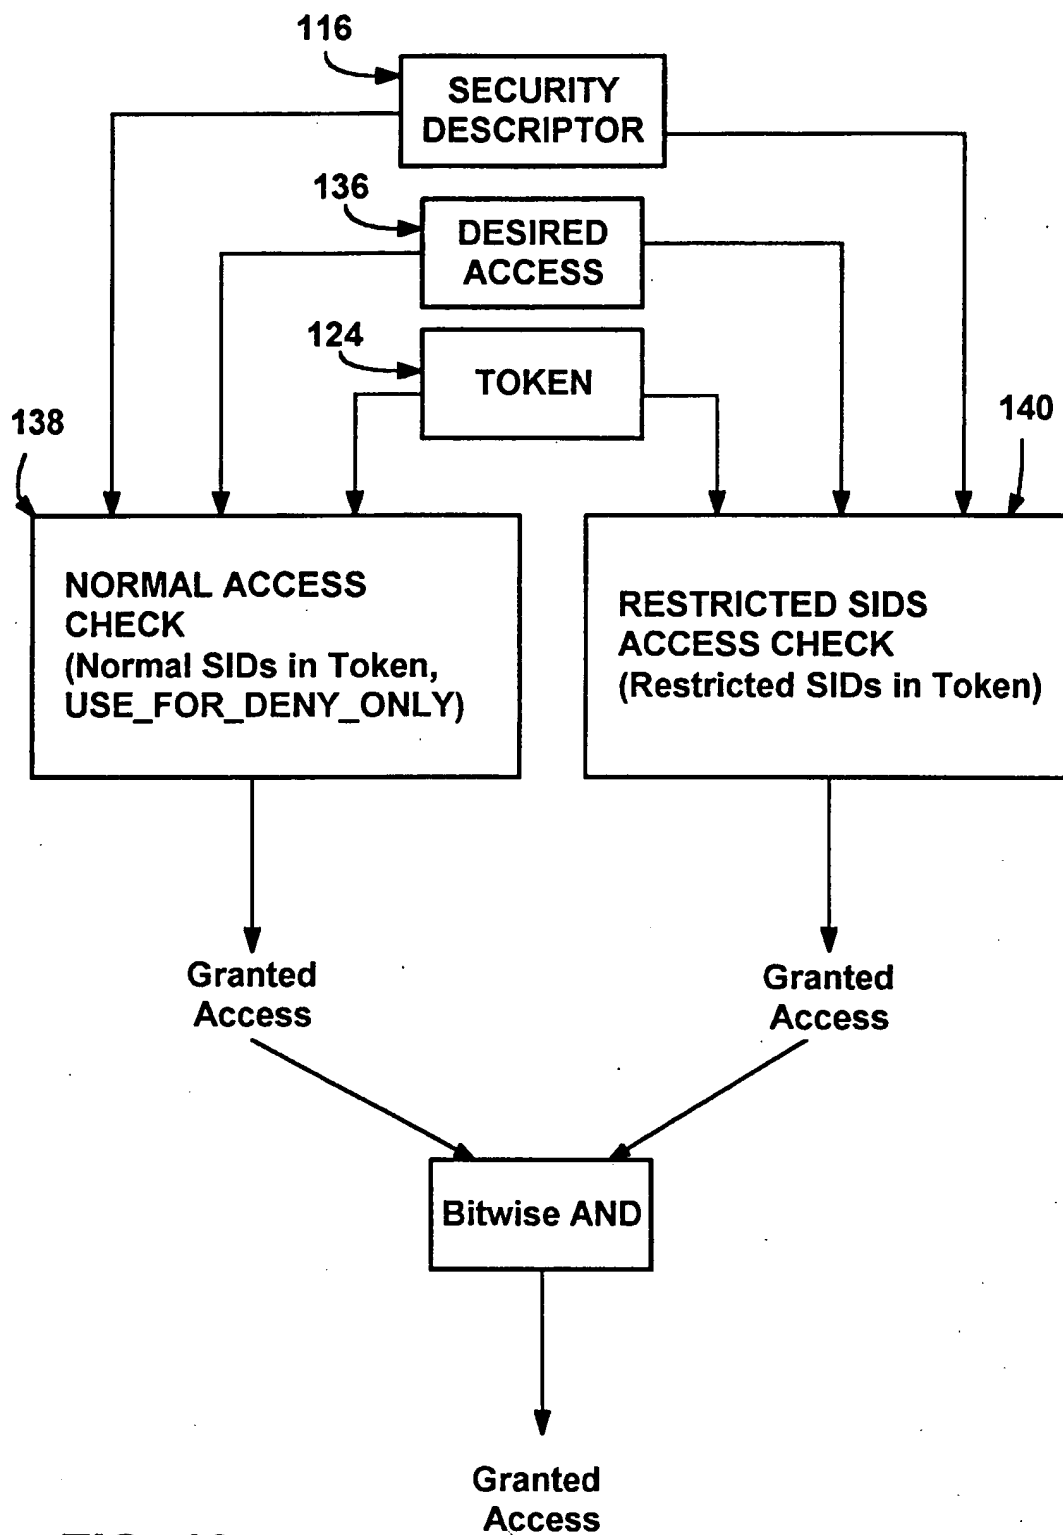 116
SECURITY
DESCRIPTOR
136
DESIRED
ACCESS
124
TOKEN
138
140
NORMAL ACCESS
CHECK
(Normal SIDs in Token,
USE_FOR_DENY_ONLY)
RESTRICTED SIDS
ACCESS CHECK
(Restricted SIDs in Token)
Granted
Access
Granted
Access
Bitwise AND
Granted
Access